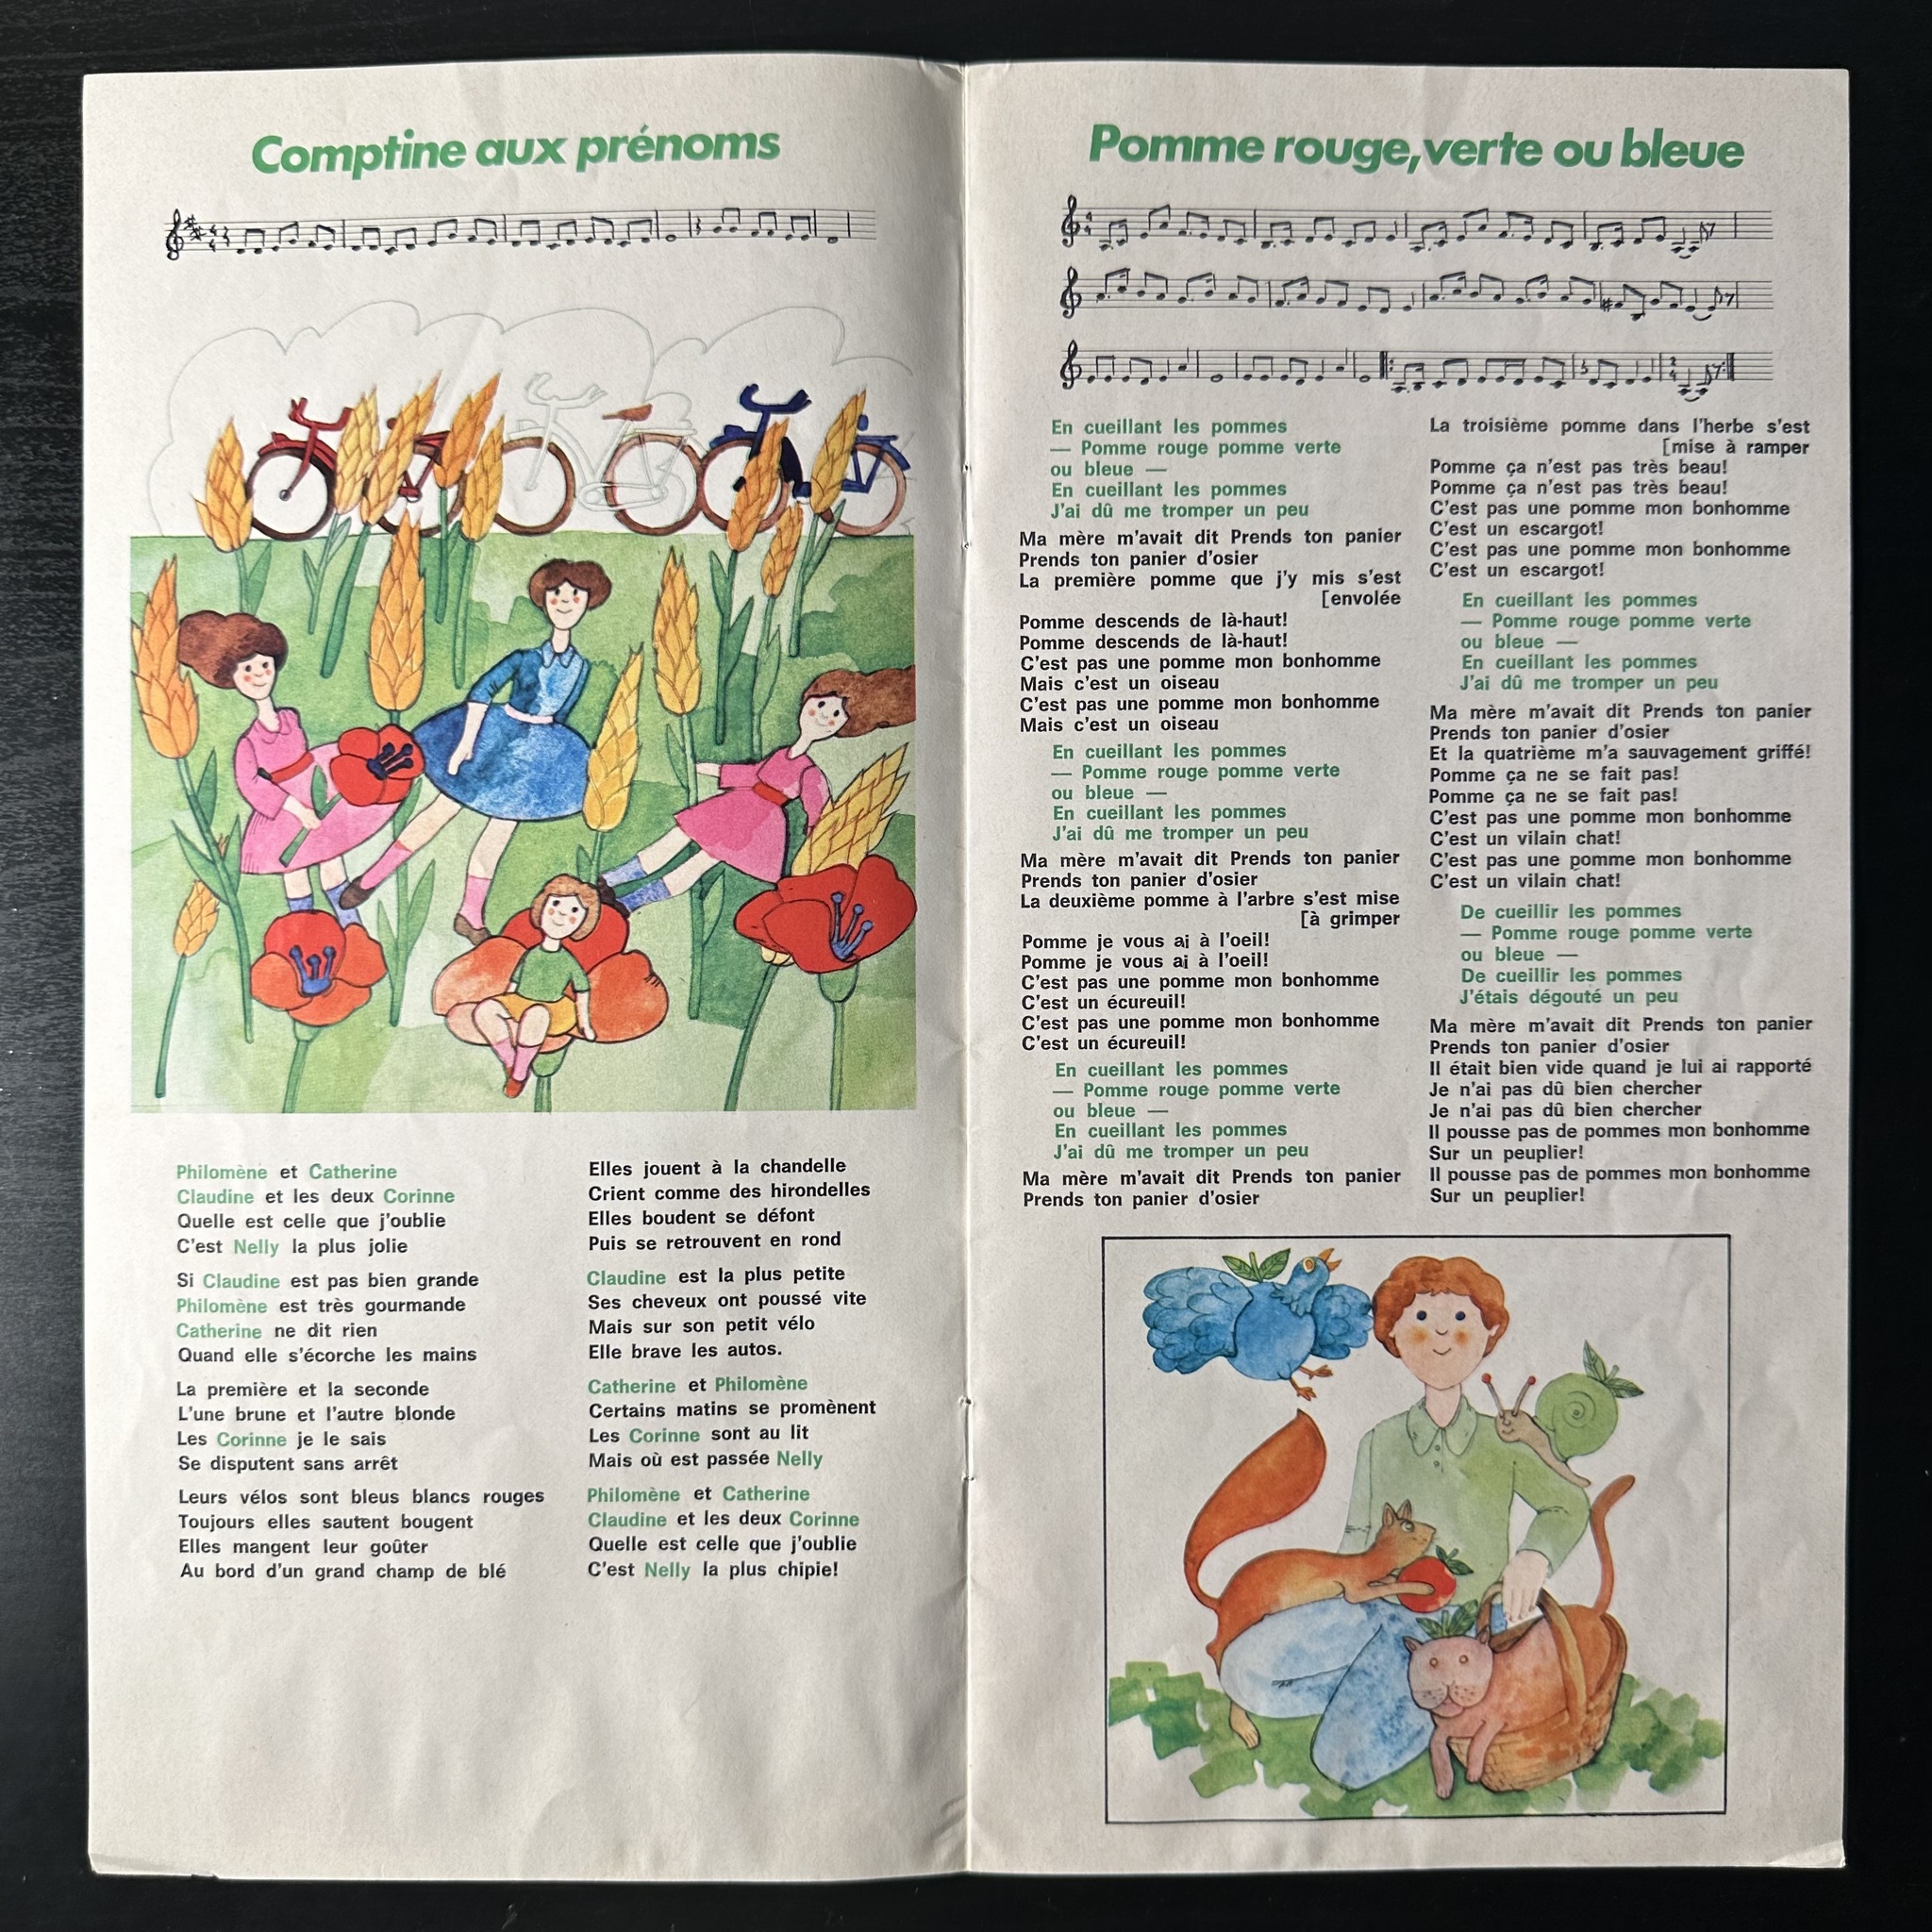 Comptine aux prénoms
Philomène et Catherine
Claudine et les deux Corinne
Quelle est celle que j'oublie
C'est Nelly la plus jolie
Si Claudine est pas bien grande
Philomène est très gourmande
Catherine ne dit rien
Quand elle s'écorche les mains
La première et la seconde
L'une brune et l'autre blonde
Les Corinne je le sais
Se disputent sans arrêt
Leurs vélos sont bleus blancs rouges
Toujours elles sautent bougent
Elles mangent leur goûter
Au bord d'un grand champ de blé
Elles jouent à la chandelle
Crient comme des hirondelles
Elles boudent se défont
Puis se retrouvent en rond
Claudine est la plus petite
Ses cheveux ont poussé vite
Mais sur son petit vélo
Elle brave les autos.
Catherine et Philomène
Certains matins se promènent
Les Corinne sont au lit
Mais où est passée Nelly
Philomène et Catherine
Claudine et les deux Corinne
Quelle est celle que j'oublie
C'est Nelly la plus chipie!
Pomme rouge, verte ou bleue
En cueillant les pommes
— Pomme rouge pomme verte
ou bleue —
En cueillant les pommes
J'ai dû me tromper un peu
Ma mère m'avait dit Prends ton panier
Prends ton panier d'osier
La première pomme que j'y mis s'est
[envolée
Pomme descends de là-haut!
Pomme descends de là-haut!
C'est pas une pomme mon bonhomme
Mais c'est un oiseau
C'est pas une pomme mon bonhomme
Mais c'est un oiseau
En cueillant les pommes
— Pomme rouge pomme verte
ou bleue —
En cueillant les pommes
J'ai dû me tromper un peu
Ma mère m'avait dit Prends ton panier
Prends ton panier d'osier
La deuxième pomme à l'arbre s'est mise
[à grimper
Pomme je vous ai à l'oeil!
Pomme je vous ai à l'oeil!
C'est pas une pomme mon bonhomme
C'est un écureuil!
C'est pas une pomme mon bonhomme
C'est un écureuil!
En cueillant les pommes
— Pomme rouge pomme verte
ou bleue —
En cueillant les pommes
J'ai dû me tromper un peu
Ma mère m'avait dit Prends ton panier
Prends ton panier d'osier
La troisième pomme dans l'herbe s'est
[mise à ramper
Pomme ça n'est pas très beau!
Pomme ça n'est pas très beau!
C'est pas une pomme mon bonhomme
C'est un escargot!
C'est pas une pomme mon bonhomme
C'est un escargot!
En cueillant les pommes
— Pomme rouge pomme verte
ou bleue —
En cueillant les pommes
J'ai dû me tromper un peu
Ma mère m'avait dit Prends ton panier
Prends ton panier d'osier
Et la quatrième m'a sauvagement griffé!
Pomme ça ne se fait pas!
Pomme ça ne se fait pas!
C'est pas une pomme mon bonhomme
C'est un vilain chat!
C'est pas une pomme mon bonhomme
C'est un vilain chat!
De cueillir les pommes
— Pomme rouge pomme verte
ou bleue —
De cueillir les pommes
J'étais dégouté un peu
Ma mère m'avait dit Prends ton panier
Prends ton panier d'osier
Il était bien vide quand je lui ai rapporté
Je n'ai pas dû bien chercher
Je n'ai pas dû bien chercher
Il pousse pas de pommes mon bonhomme
Sur un peuplier!
Il pousse pas de pommes mon bonhomme
Sur un peuplier!